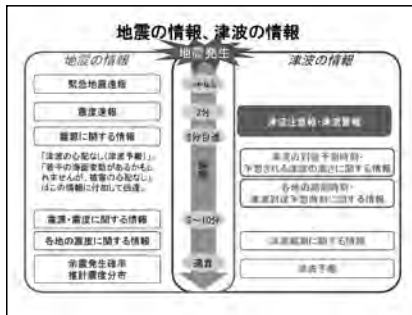 地震の情報、津波の情報
地震の情報
地震発生
津波の情報
緊急地震速報
震度速報
2分
津波注意報・津波警報
震源に関する情報
「津波の心配なし(津波予報)」、
「若干の海面変動があるかもし
れませんが、被害の心配なし」
はこの情報に付加して発表。
津波の到達予想時刻・
予想される津波の高さに関する情報
各地の満潮時刻・
津波到達予想時刻に関する情報
震源・震度に関する情報
各地の震度に関する情報
津波観測に関する情報
余震発生確率
推計震度分布
適宜
津波予報